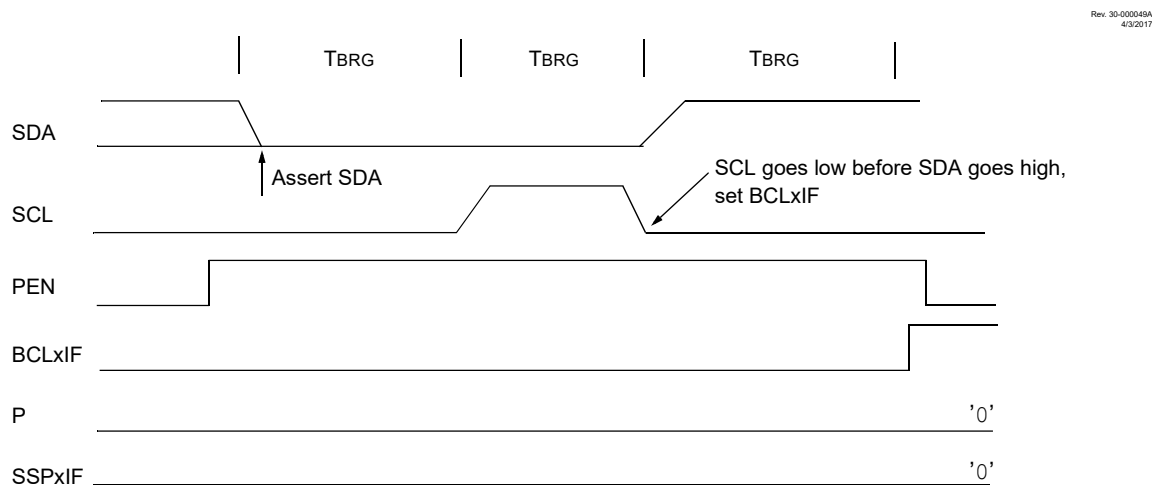 Rev. 30-000049A
4/3/2017
TBRG TBRG TBRG
SDA
Assert SDA
SCL goes low before SDA goes high,
set BCLxIF
SCL
PEN
BCLxIF
P '0'
SSPxIF '0'